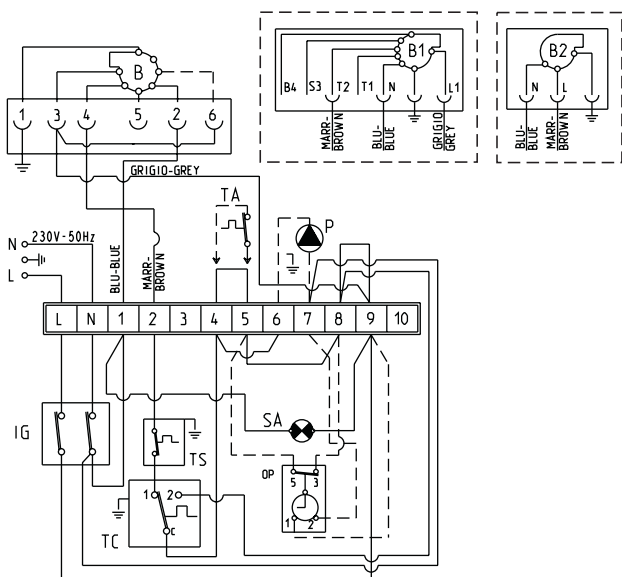 B
1 3 4 5 2 6
B1
B4 S3 T2 T1 N L1
MARR-BROWN
BLU-BLUE
GRIGIO GREY
B2
N L
BLU-BLUE
MARR-BROWN
GRIGIO-GREY
TA
P
N 230V-50Hz
L
BLU-BLUE
MARR-BROWN
L N 1 2 3 4 5 6 7 8 9 10
IG
TS
SA
OP
5 3
1 2
TC
1 2
C